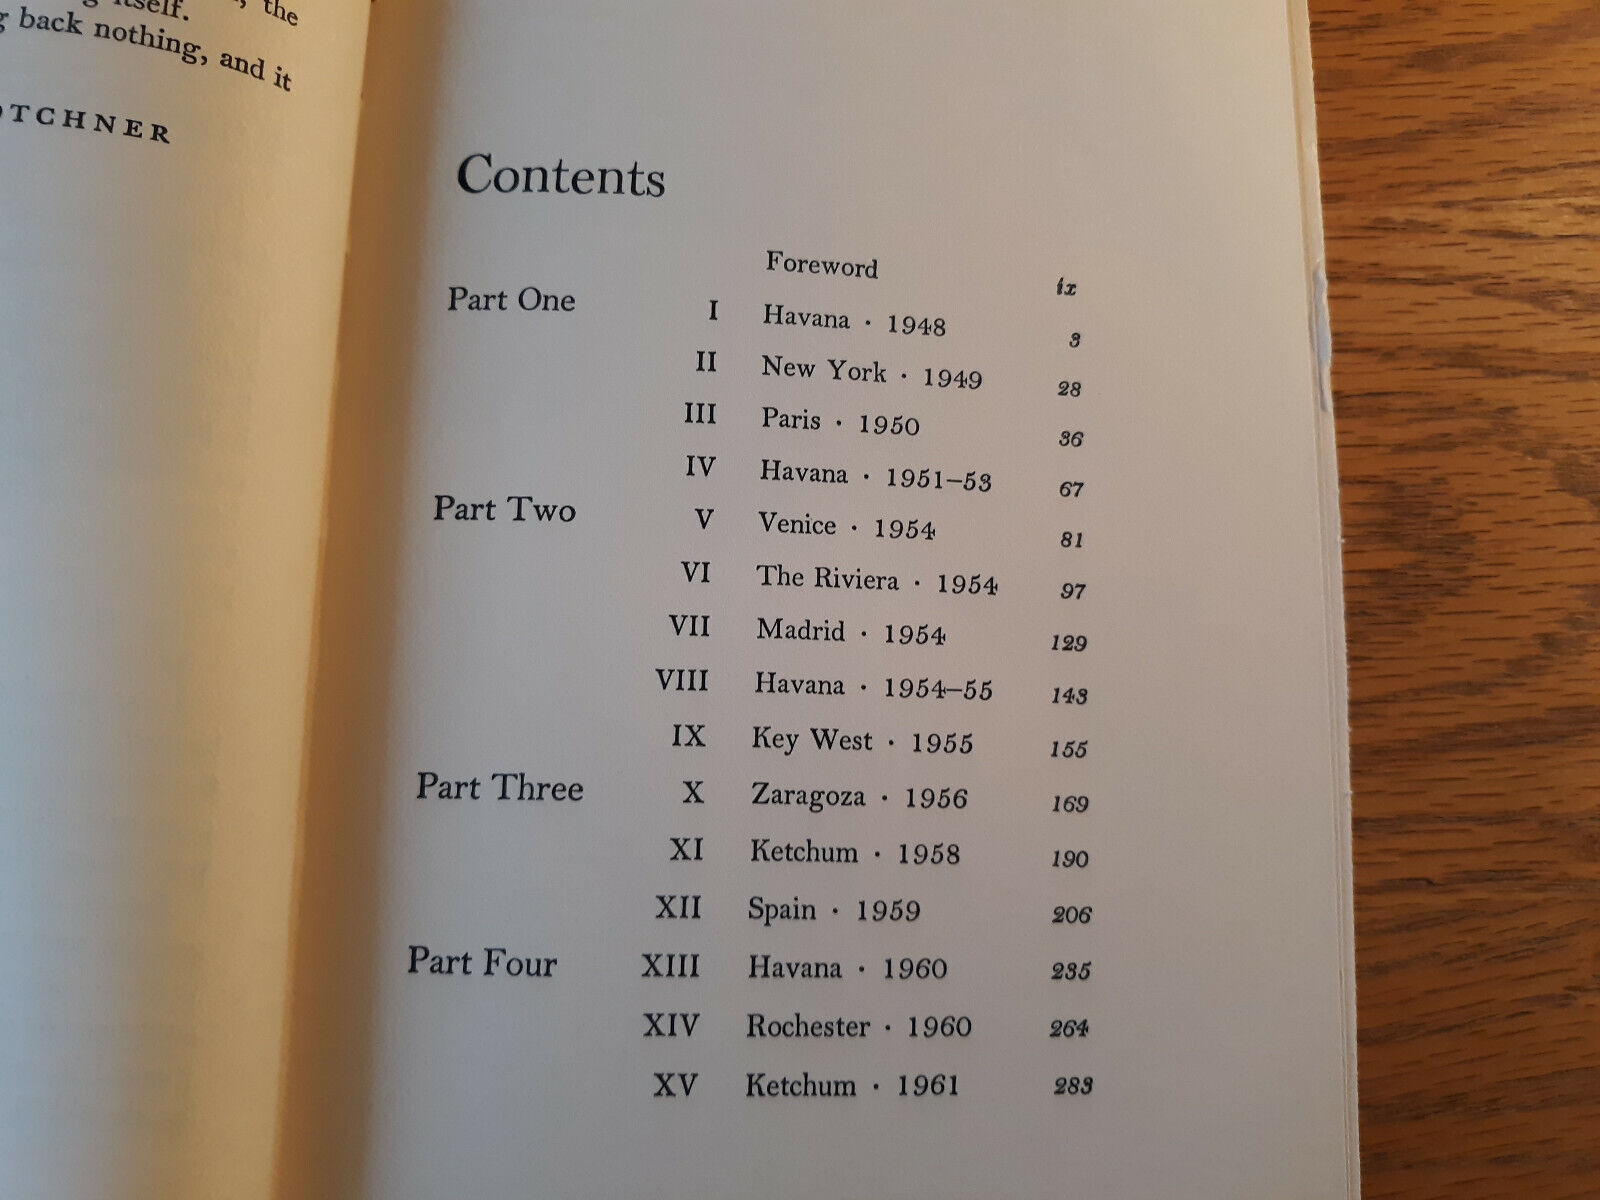 itself.
the
back nothing, and it
OTCHNER
Contents
Foreword ix
Part One I Havana · 1948 3
II New York · 1949 28
III Paris · 1950 36
IV Havana · 1951–53 67
Part Two V Venice · 1954 81
VI The Riviera · 1954 97
VII Madrid · 1954 129
VIII Havana · 1954–55 143
IX Key West · 1955 155
Part Three X Zaragoza · 1956 169
XI Ketchum · 1958 190
XII Spain · 1959 206
Part Four XIII Havana · 1960 235
XIV Rochester · 1960 264
XV Ketchum · 1961 283